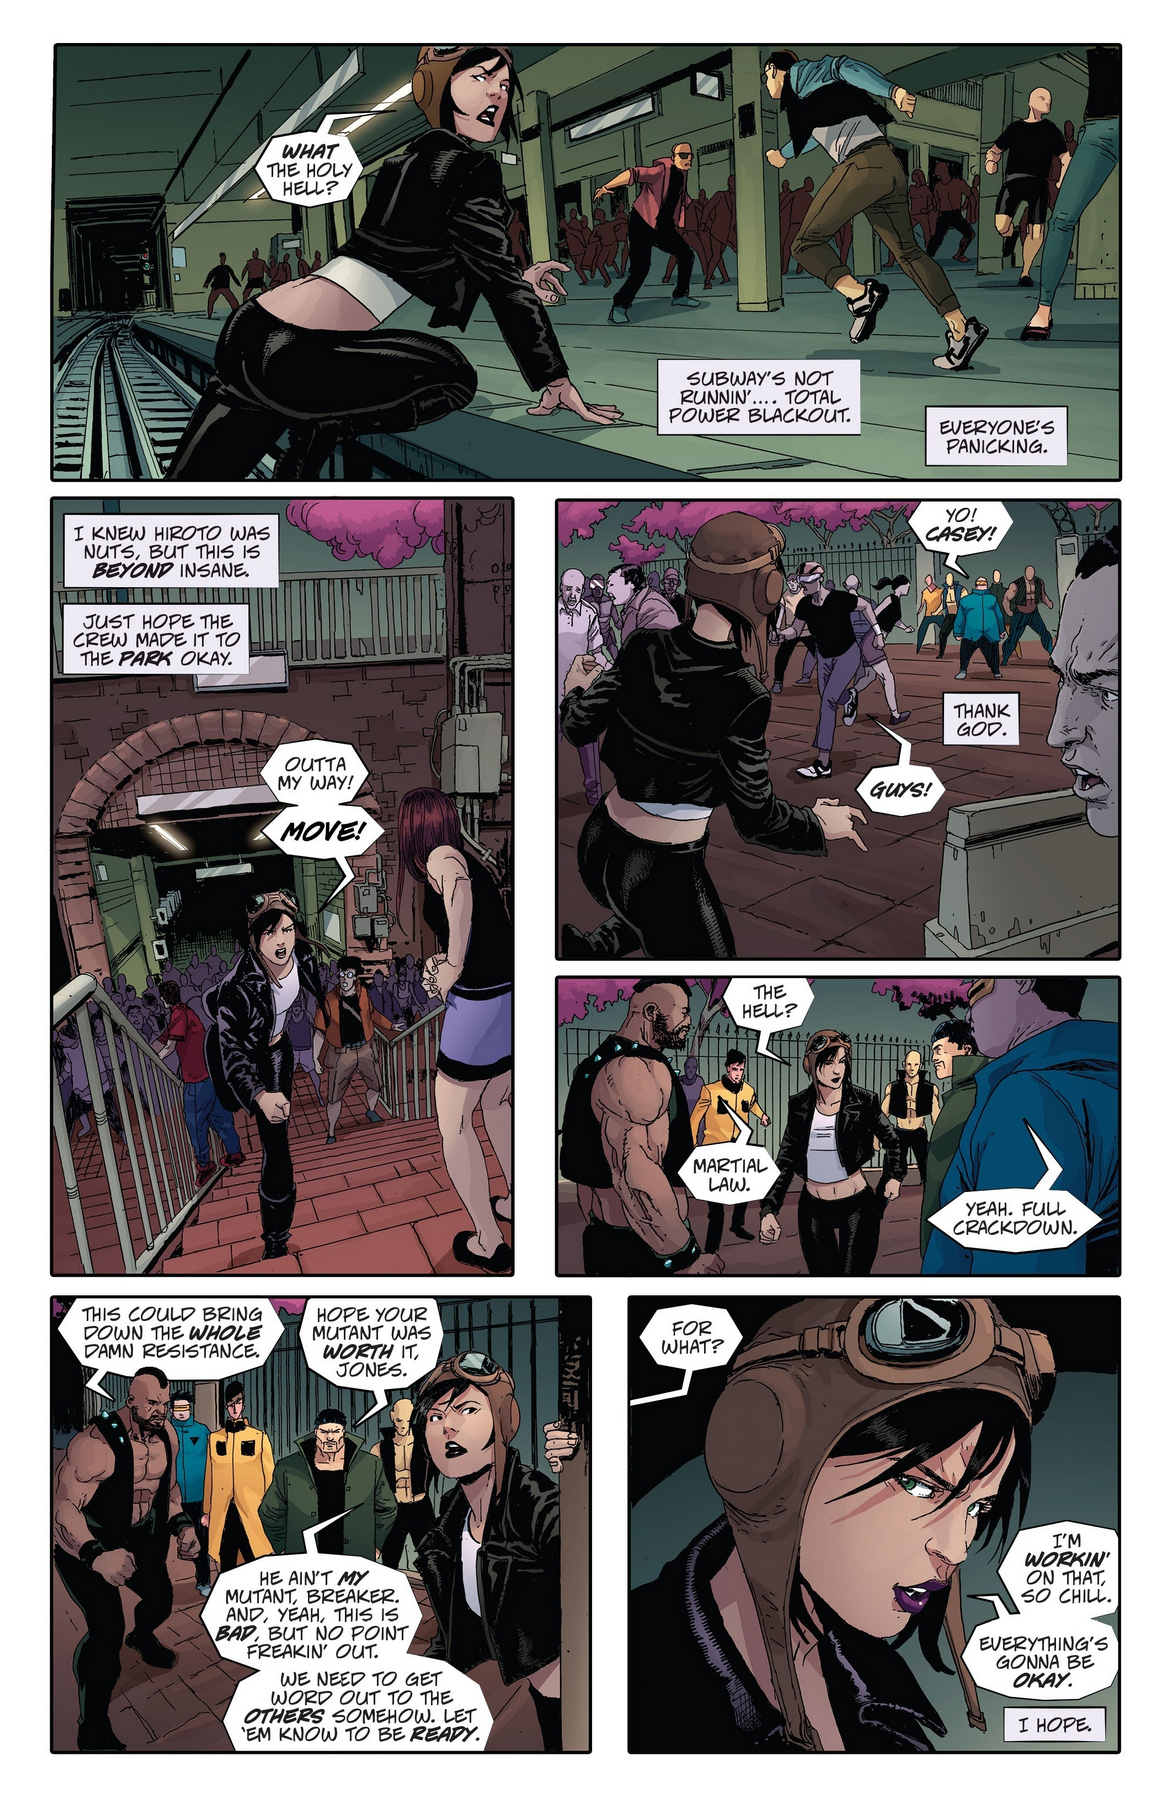 WHAT
THE HOLY
HELL?
SUBWAY'S NOT
RUNNIN'.... TOTAL
POWER BLACKOUT.
EVERYONE'S
PANICKING.
I KNEW HIROTO WAS
NUTS, BUT THIS IS
BEYOND INSANE.
JUST HOPE THE
CREW MADE IT TO
THE PARK OKAY.
OUTTA
MY WAY!
MOVE!
YO!
CASEY!
THANK
GOD.
GUYS!
THE
HELL?
MARTIAL
LAW.
YEAH. FULL
CRACKDOWN.
THIS COULD BRING
DOWN THE WHOLE
DAMN RESISTANCE.
HOPE YOUR
MUTANT WAS
WORTH IT,
JONES.
HE AIN'T MY
MUTANT, BREAKER.
AND, YEAH, THIS IS
BAD, BUT NO POINT
FREAKIN' OUT.
WE NEED TO GET
WORD OUT TO THE
OTHERS SOMEHOW. LET
'EM KNOW TO BE READY.
FOR
WHAT?
I'M
WORKIN'
ON THAT,
SO CHILL.
EVERYTHING'S
GONNA BE
OKAY.
I HOPE.